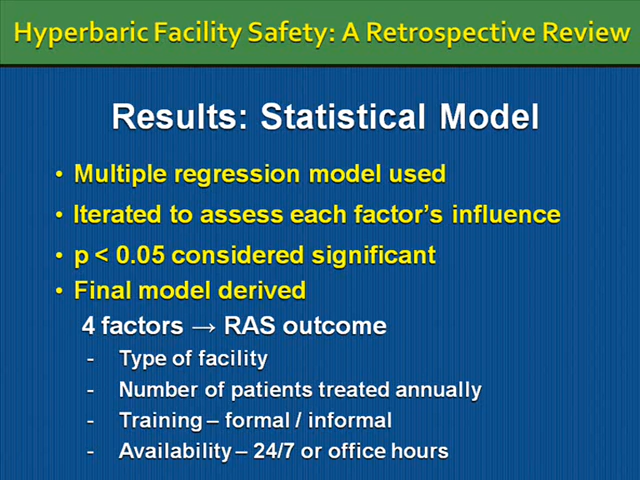 Hyperbaric Facility Safety: A Retrospective Review
Results: Statistical Model
• Multiple regression model used
• Iterated to assess each factor's influence
• p < 0.05 considered significant
• Final model derived
4 factors → RAS outcome
- Type of facility
- Number of patients treated annually
- Training – formal / informal
- Availability – 24/7 or office hours